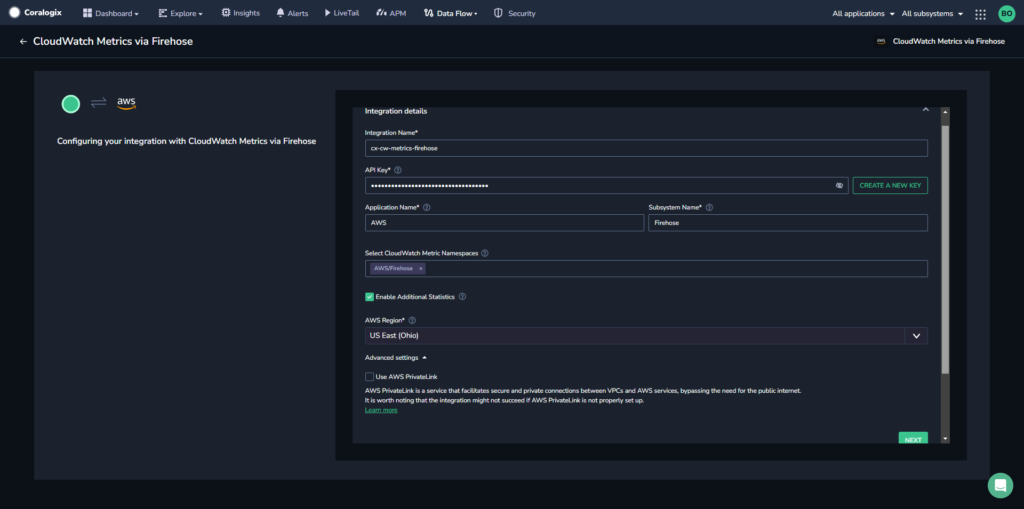 Coralogix Dashboard Explore Insights Alerts LiveTail APM Data Flow Security All applications All subsystems BO
CloudWatch Metrics via Firehose aws CloudWatch Metrics via Firehose
aws
Configuring your integration with CloudWatch Metrics via Firehose
Integration details
Integration Name*
cx-cw-metrics-firehose
API Key* ?
••••••••••••••••••••••••••••••••••• CREATE A NEW KEY
Application Name* ? Subsystem Name* ?
AWS Firehose
Select CloudWatch Metric Namespaces ?
AWS/Firehose ×
Enable Additional Statistics ?
AWS Region* ?
US East (Ohio)
Advanced settings
Use AWS PrivateLink
AWS PrivateLink is a service that facilitates secure and private connections between VPCs and AWS services, bypassing the need for the public internet.
It is worth noting that the integration might not succeed if AWS PrivateLink is not properly set up.
Learn more
NEXT